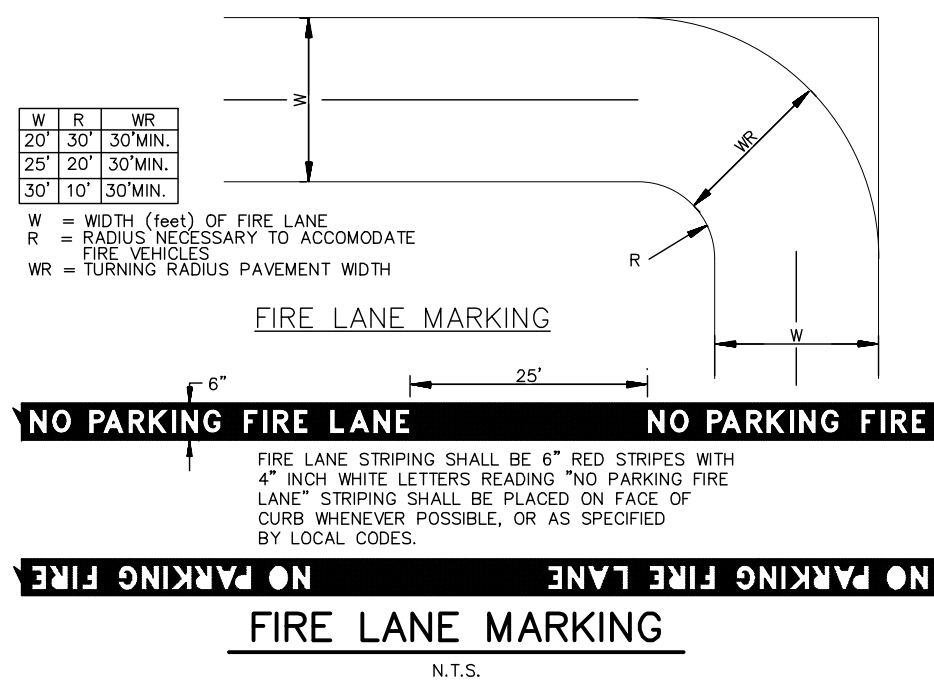 W
WR
W R WR
20' 30' 30'MIN.
25' 20' 30'MIN.
30' 10' 30'MIN.
W = WIDTH (feet) OF FIRE LANE
R = RADIUS NECESSARY TO ACCOMODATE
FIRE VEHICLES
WR = TURNING RADIUS PAVEMENT WIDTH
R
FIRE LANE MARKING
W
6"
25'
NO PARKING FIRE LANE NO PARKING FIRE
FIRE LANE STRIPING SHALL BE 6" RED STRIPES WITH
4" INCH WHITE LETTERS READING "NO PARKING FIRE
LANE" STRIPING SHALL BE PLACED ON FACE OF
CURB WHENEVER POSSIBLE, OR AS SPECIFIED
BY LOCAL CODES.
NO PARKING FIRE LANE NO PARKING FIRE
FIRE LANE MARKING
N.T.S.